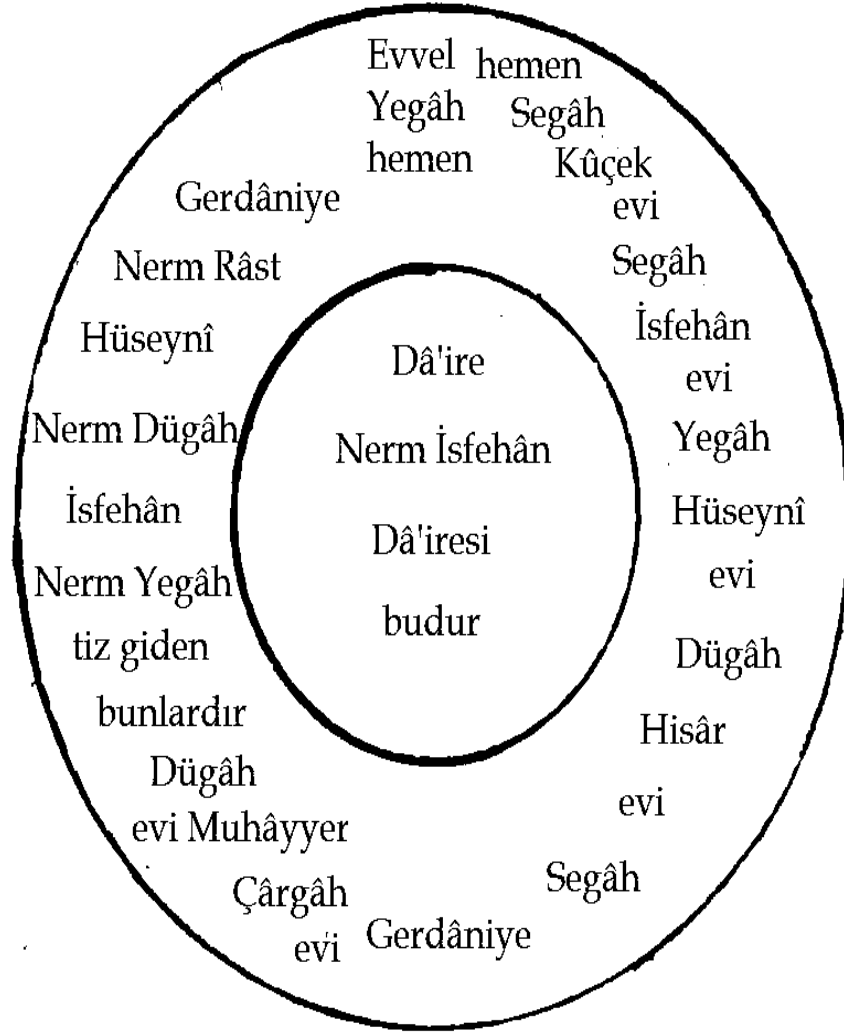 Evvel
Yegâh
hemen
hemen
Segâh
Kûçek
evi
Segâh
İsfehân
evi
Yegâh
Hüseynî
evi
Dügâh
Hisâr
evi
Segâh
Gerdâniye
Çârgâh
evi
Dügâh
evi Muhâyyer
tiz giden
bunlardır
Nerm Yegâh
İsfehân
Nerm Dügâh
Hüseynî
Nerm Râst
Gerdâniye
Dâ'ire
Nerm İsfehân
Dâ'iresi
budur